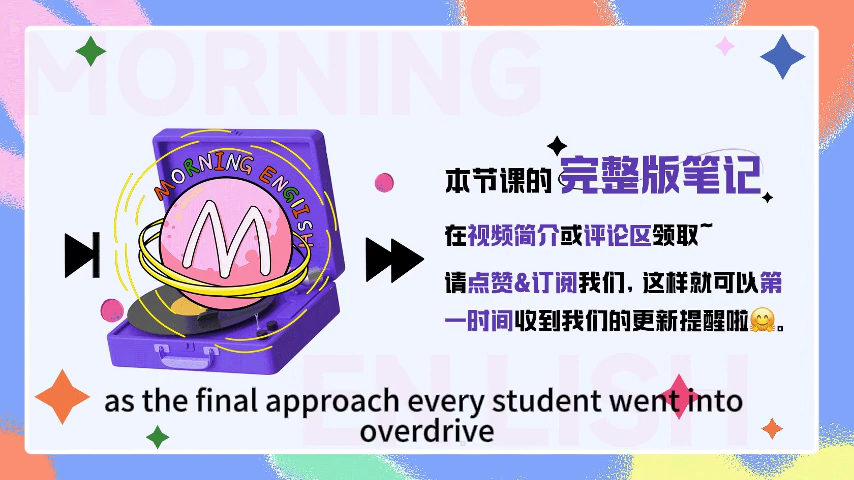 MORNING
MORNING ENGLISH
M
本节课的 完整版笔记
在视频简介或评论区领取~
请点赞&订阅我们，这样就可以第
一时间收到我们的更新提醒啦🤗。
EN LISH
as the final approach every student went into
overdrive